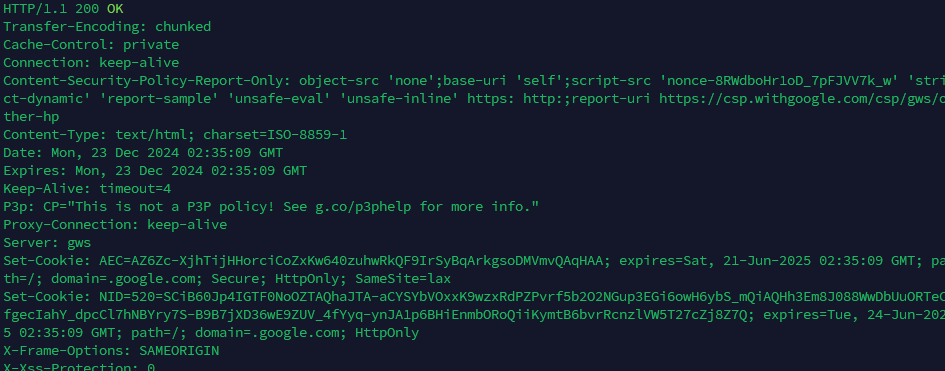 HTTP/1.1 200 OK
Transfer-Encoding: chunked
Cache-Control: private
Connection: keep-alive
Content-Security-Policy-Report-Only: object-src 'none';base-uri 'self';script-src 'nonce-8RWdboHrloD_7pFJVV7k_w' 'stri
ct-dynamic' 'report-sample' 'unsafe-eval' 'unsafe-inline' https: http:;report-uri https://csp.withgoogle.com/csp/gws/o
ther-hp
Content-Type: text/html; charset=ISO-8859-1
Date: Mon, 23 Dec 2024 02:35:09 GMT
Expires: Mon, 23 Dec 2024 02:35:09 GMT
Keep-Alive: timeout=4
P3p: CP="This is not a P3P policy! See g.co/p3phelp for more info."
Proxy-Connection: keep-alive
Server: gws
Set-Cookie: AEC=AZ6Zc-XjhTijHHorciCoZxKw640zuhwRkQF9IrSyBqArkgsoDMVmvQAqHAA; expires=Sat, 21-Jun-2025 02:35:09 GMT; pa
th=/; domain=.google.com; Secure; HttpOnly; SameSite=lax
Set-Cookie: NID=520=SCiB60Jp4IGTF0NoOZTAQhaJTA-aCYSYbVOxxK9wzxRdPZPvrf5b2O2NGup3EGi6owH6ybS_mQiAQHh3Em8J088WwDbUuORTeC
fgecIahY_dpcCl7hNBYry7S-B9B7jXD36wE9ZUV_4fYyq-ynJA1p6BHiEnmbORoQiiKymtB6bvrRcnzlVW5T27cZj8Z7Q; expires=Tue, 24-Jun-202
5 02:35:09 GMT; path=/; domain=.google.com; HttpOnly
X-Frame-Options: SAMEORIGIN
X-Xss-Protection: 0